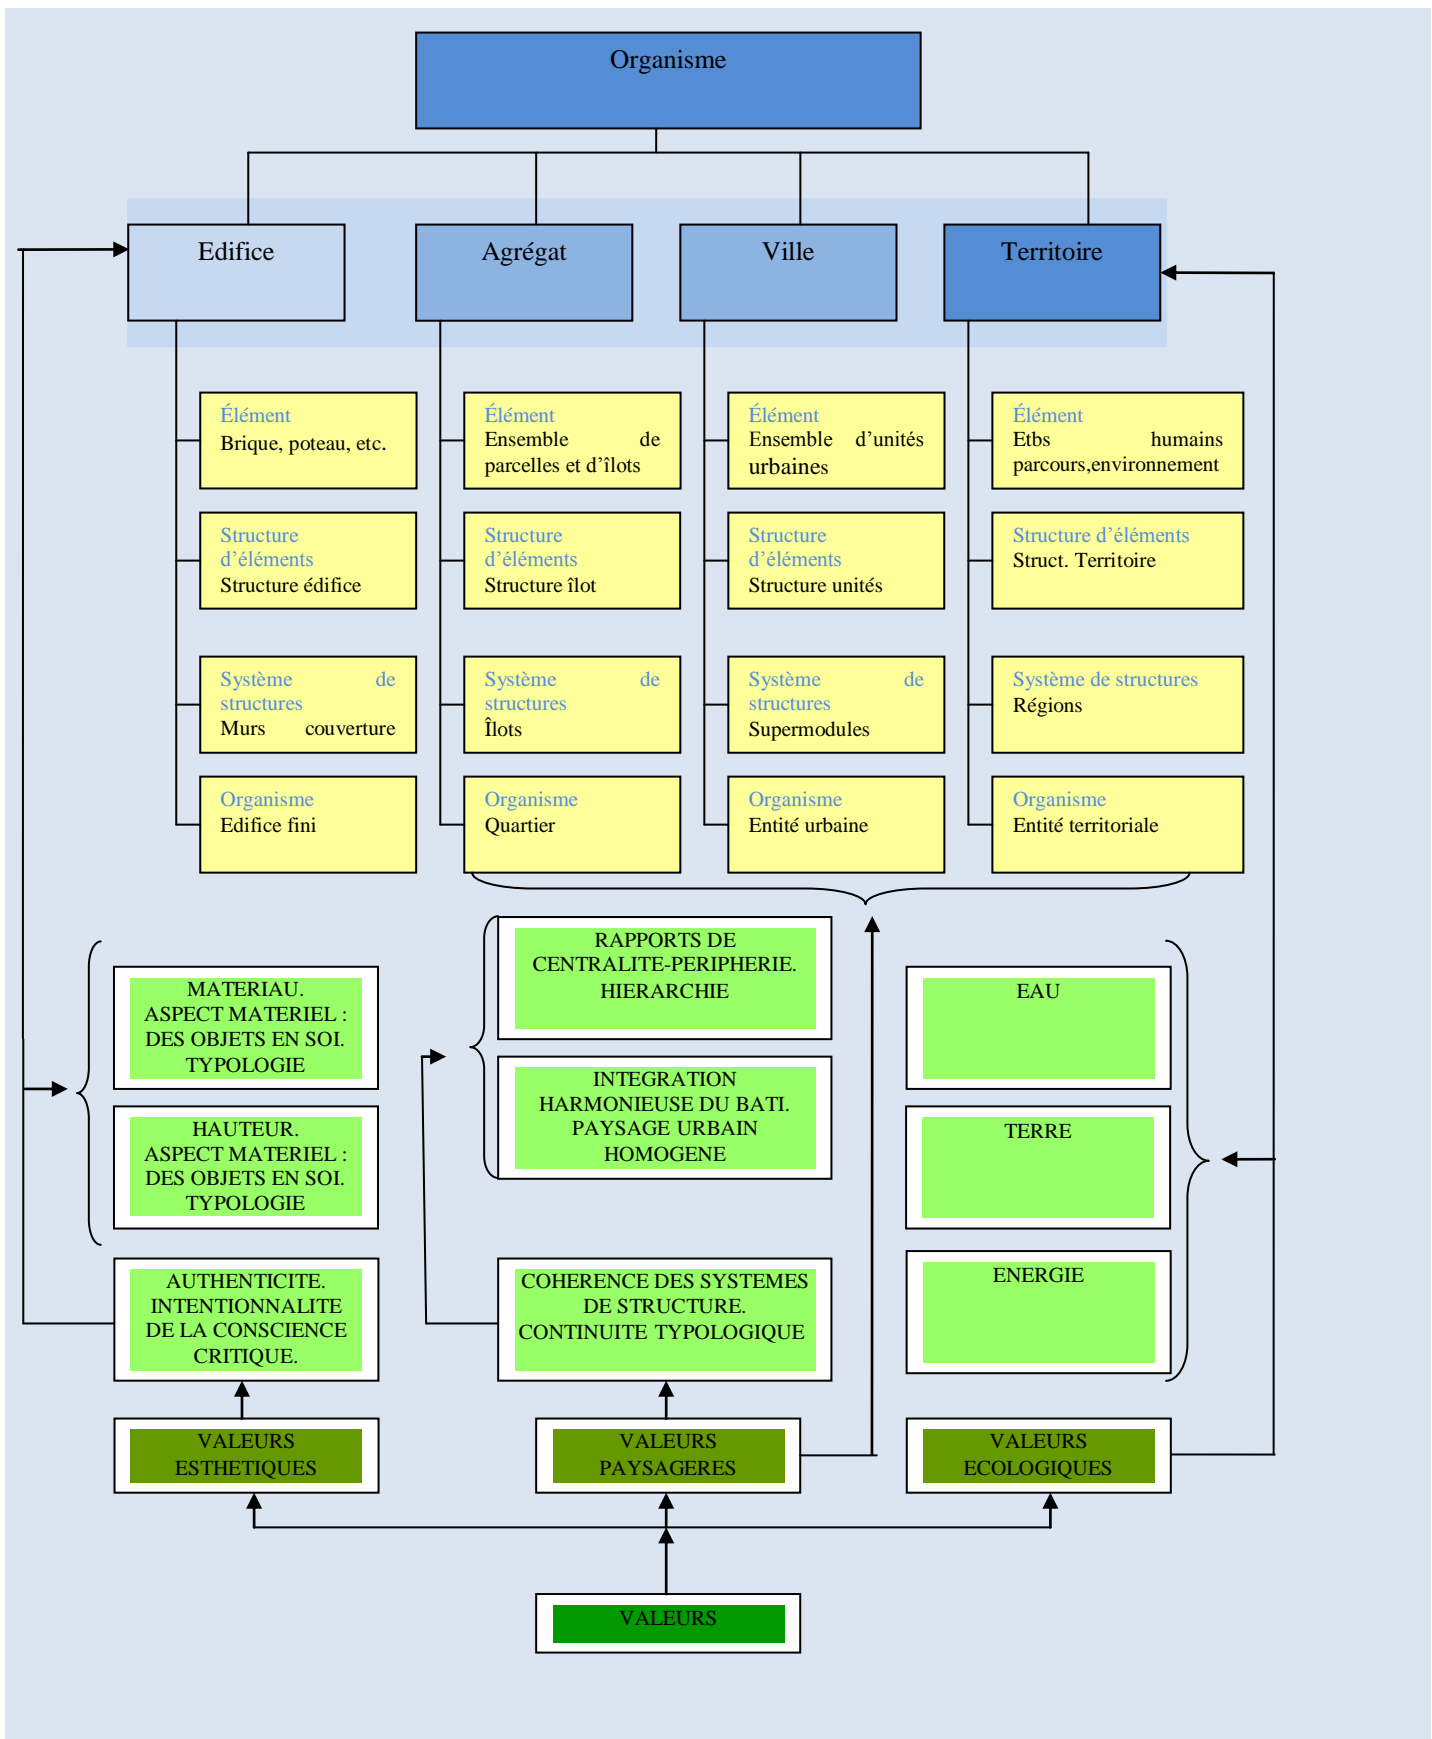 Organisme
Edifice
Agrégat
Ville
Territoire
Élément
Brique, poteau, etc.
Élément
Ensemble de
parcelles et d’îlots
Élément
Ensemble d’unités
urbaines
Élément
Etbs humains
parcours,environnement
Structure
d’éléments
Structure édifice
Structure
d’éléments
Structure îlot
Structure
d’éléments
Structure unités
Structure d’éléments
Struct. Territoire
Système de
structures
Murs couverture
Système de
structures
Îlots
Système de
structures
Supermodules
Système de structures
Régions
Organisme
Edifice fini
Organisme
Quartier
Organisme
Entité urbaine
Organisme
Entité territoriale
MATERIAU.
ASPECT MATERIEL :
DES OBJETS EN SOI.
TYPOLOGIE
HAUTEUR.
ASPECT MATERIEL :
DES OBJETS EN SOI.
TYPOLOGIE
AUTHENTICITE.
INTENTIONNALITE
DE LA CONSCIENCE
CRITIQUE.
RAPPORTS DE
CENTRALITE-PERIPHERIE.
HIERARCHIE
INTEGRATION
HARMONIEUSE DU BATI.
PAYSAGE URBAIN
HOMOGENE
COHERENCE DES SYSTEMES
DE STRUCTURE.
CONTINUITE TYPOLOGIQUE
EAU
TERRE
ENERGIE
VALEURS
ESTHETIQUES
VALEURS
PAYSAGERES
VALEURS
ECOLOGIQUES
VALEURS